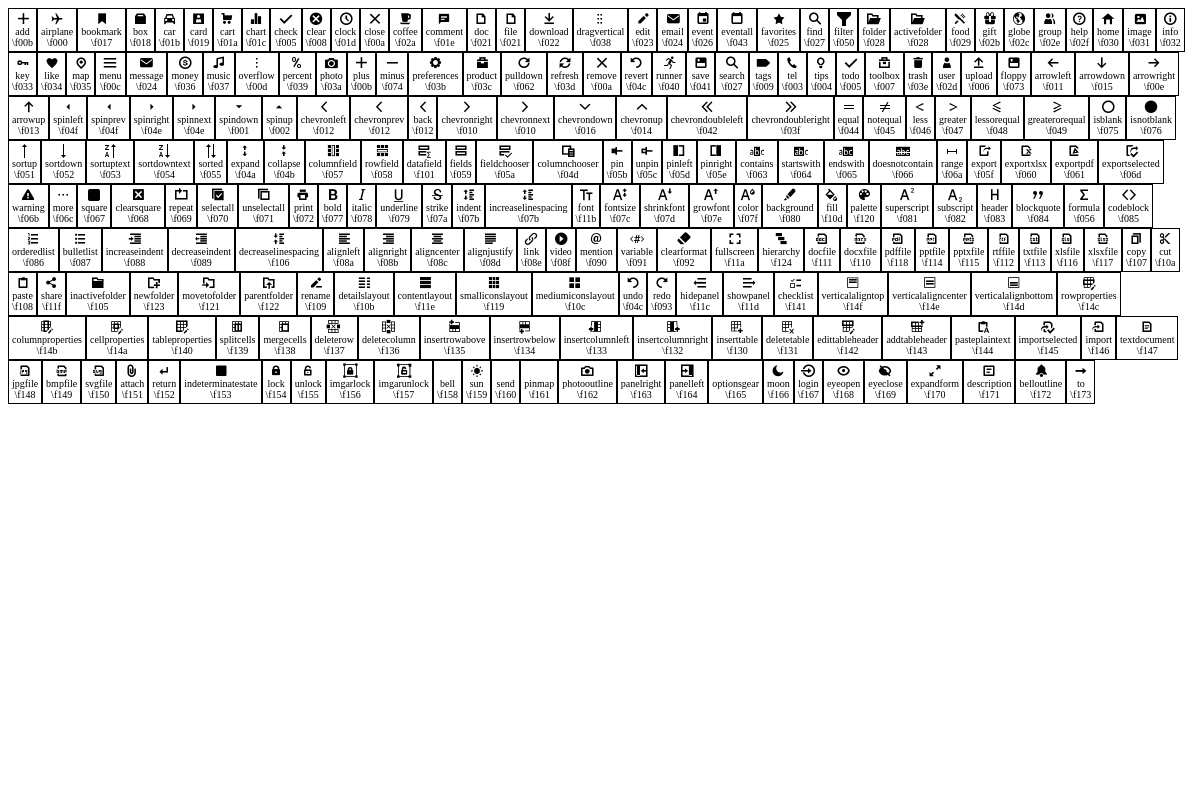 add airplane bookmark box car card cart chart check clear clock close coffee comment doc file download dragvertical edit email event eventall favorites find filter folder activefolder food gift globe group help home image info
\f00b \f000 \f017 \f018 \f01b \f019 \f01a \f01c \f005 \f008 \f01d \f00a \f02a \f01e \f021 \f021 \f022 \f038 \f023 \f024 \f026 \f043 \f025 \f027 \f050 \f028 \f028 \f029 \f02b \f02c \f02e \f02f \f030 \f031 \f032
key like map menu message money music overflow percent photo plus minus preferences product pulldown refresh remove revert runner save search tags tel tips todo toolbox trash user upload floppy arrowleft arrowdown arrowright
\f033 \f034 \f035 \f00c \f024 \f036 \f037 \f00d \f039 \f03a \f00b \f074 \f03b \f03c \f062 \f03d \f00a \f04c \f040 \f041 \f027 \f009 \f003 \f004 \f005 \f007 \f03e \f02d \f006 \f073 \f011 \f015 \f00e
arrowup spinleft spinprev spinright spinnext spindown spinup chevronleft chevronprev back chevronright chevronnext chevrondown chevronup chevrondoubleleft chevrondoubleright equal notequal less greater lessorequal greaterorequal isblank isnotblank
\f013 \f04f \f04f \f04e \f04e \f001 \f002 \f012 \f012 \f012 \f010 \f010 \f016 \f014 \f042 \f03f \f044 \f045 \f046 \f047 \f048 \f049 \f075 \f076
sortup sortdown sortuptext sortdowntext sorted expand collapse columnfield rowfield datafield fields fieldchooser columnchooser pin unpin pinleft pinright contains startswith endswith doesnotcontain range export exportxlsx exportpdf exportselected
\f051 \f052 \f053 \f054 \f055 \f04a \f04b \f057 \f058 \f101 \f059 \f05a \f04d \f05b \f05c \f05d \f05e \f063 \f064 \f065 \f066 \f06a \f05f \f060 \f061 \f06d
warning more square clearsquare repeat selectall unselectall print bold italic underline strike indent increaselinespacing font fontsize shrinkfont growfont color background fill palette superscript subscript header blockquote formula codeblock
\f06b \f06c \f067 \f068 \f069 \f070 \f071 \f072 \f077 \f078 \f079 \f07a \f07b \f07b \f11b \f07c \f07d \f07e \f07f \f080 \f10d \f120 \f081 \f082 \f083 \f084 \f056 \f085
orderedlist bulletlist increaseindent decreaseindent decreaselinespacing alignleft alignright aligncenter alignjustify link video mention variable clearformat fullscreen hierarchy docfile docxfile pdffile pptfile pptxfile rtffile txtfile xlsfile xlsxfile copy cut
\f086 \f087 \f088 \f089 \f106 \f08a \f08b \f08c \f08d \f08e \f08f \f090 \f091 \f092 \f11a \f124 \f111 \f110 \f118 \f114 \f115 \f112 \f113 \f116 \f117 \f107 \f10a
paste share inactivefolder newfolder movetofolder parentfolder rename detailslayout contentlayout smalliconslayout mediumiconslayout undo redo hidepanel showpanel checklist verticalaligntop verticalaligncenter verticalalignbottom rowproperties
\f108 \f11f \f105 \f123 \f121 \f122 \f109 \f10b \f11e \f119 \f10c \f04c \f093 \f11c \f11d \f141 \f14f \f14e \f14d \f14c
columnproperties cellproperties tableproperties splitcells mergecells deleterow deletecolumn insertrowabove insertrowbelow insertcolumnleft insertcolumnright inserttable deletetable edittableheader addtableheader pasteplaintext importselected import textdocument
\f14b \f14a \f140 \f139 \f138 \f137 \f136 \f135 \f134 \f133 \f132 \f130 \f131 \f142 \f143 \f144 \f145 \f146 \f147
jpgfile bmpfile svgfile attach return indeterminatestate lock unlock imgarlock imgarunlock bell sun send pinmap photooutline panelright panelleft optionsgear moon login eyeopen eyeclose expandform description belloutline to
\f148 \f149 \f150 \f151 \f152 \f153 \f154 \f155 \f156 \f157 \f158 \f159 \f160 \f161 \f162 \f163 \f164 \f165 \f166 \f167 \f168 \f169 \f170 \f171 \f172 \f173